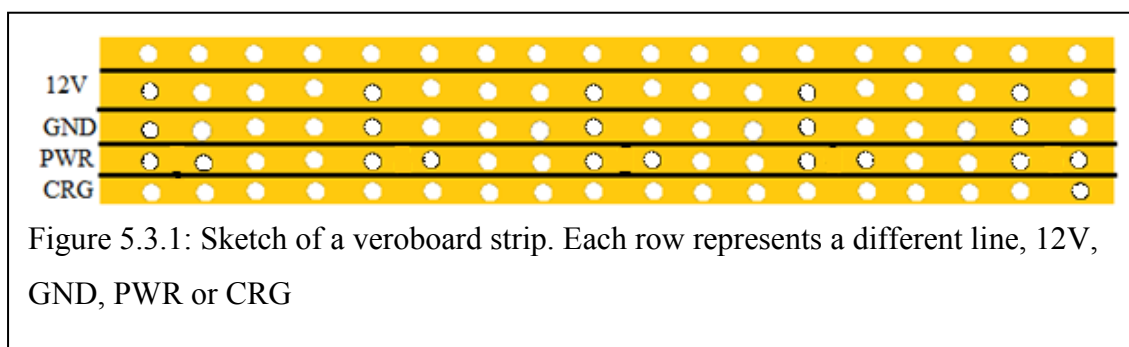 12V
GND
PWR
CRG
Figure 5.3.1: Sketch of a veroboard strip. Each row represents a different line, 12V,
GND, PWR or CRG